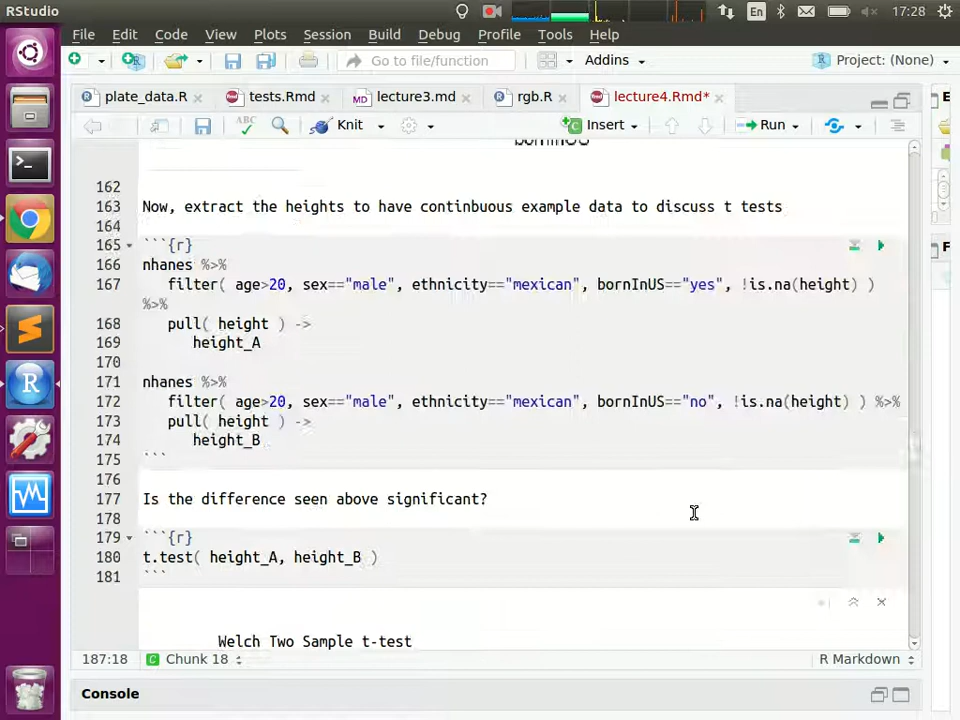 RStudio
En
17:28
File Edit Code View Plots Session Build Debug Profile Tools Help
Go to file/function
Addins
Project: (None)
plate_data.R
tests.Rmd
lecture3.md
rgb.R
lecture4.Rmd*
ABC
Knit
Insert
Run
bornInUS
162
163 Now, extract the heights to have continbuous example data to discuss t tests
164
165 ```{r}
166 nhanes %>%
167 filter( age>20, sex=="male", ethnicity=="mexican", bornInUS=="yes", !is.na(height) )
%>%
168 pull( height ) ->
169 height_A
170
171 nhanes %>%
172 filter( age>20, sex=="male", ethnicity=="mexican", bornInUS=="no", !is.na(height) ) %>%
173 pull( height ) ->
174 height_B
175 ```
176
177 Is the difference seen above significant?
178
179 ```{r}
180 t.test( height_A, height_B )
181 ```
Welch Two Sample t-test
187:18
Chunk 18
R Markdown
Console